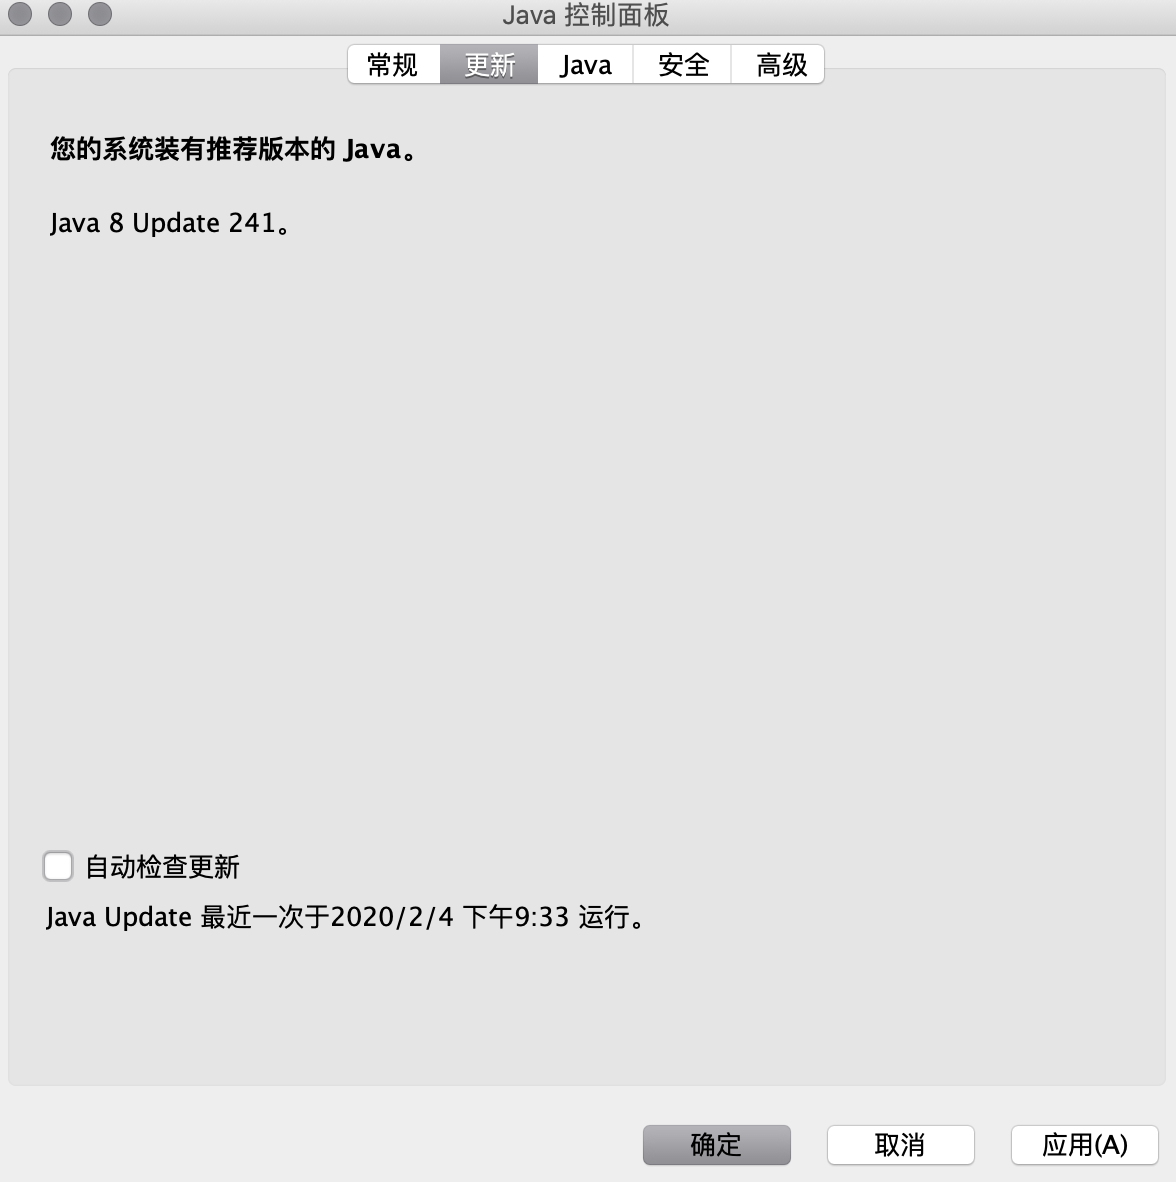 Java 控制面板
常规 更新 Java 安全 高级
您的系统装有推荐版本的 Java。
Java 8 Update 241。
自动检查更新
Java Update 最近一次于2020/2/4 下午9:33 运行。
确定 取消 应用(A)